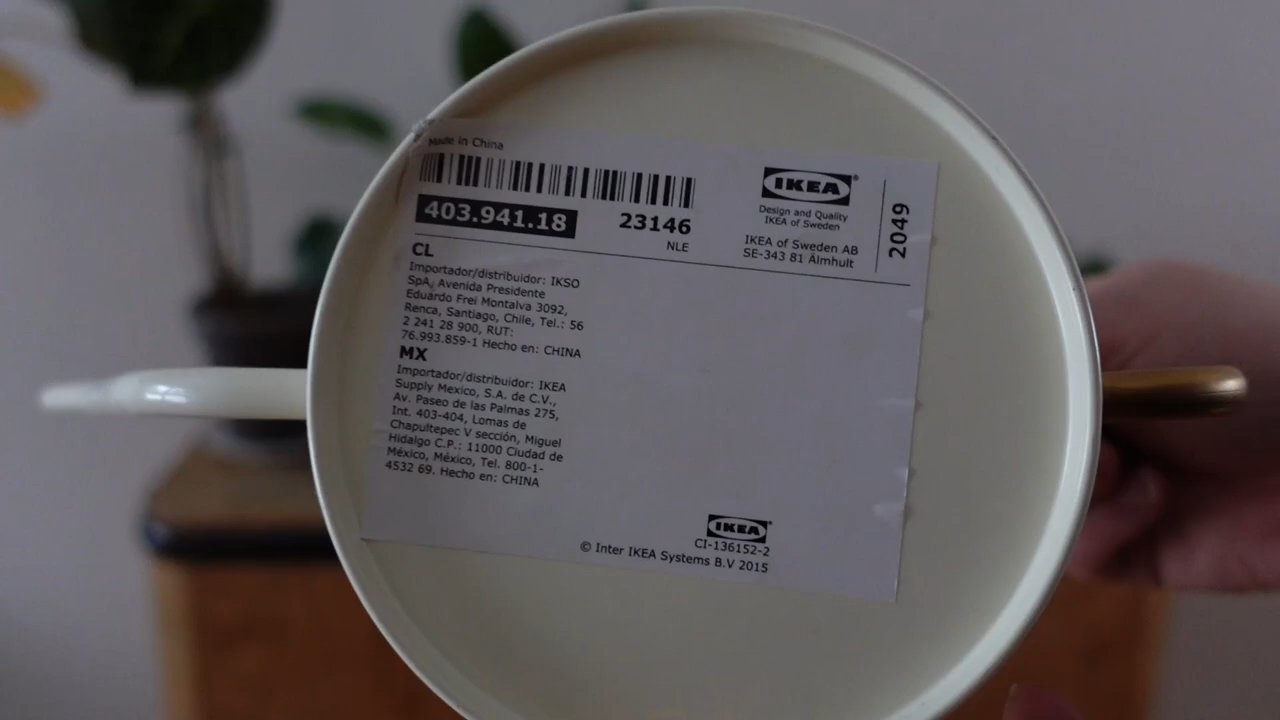 Made in China
403.941.18
23146
NLE
IKEA®
Design and Quality
IKEA of Sweden
IKEA of Sweden AB
SE-343 81 Älmhult
2049
CL
Importador/distribuidor: IKSO
SpA, Avenida Presidente
Eduardo Frei Montalva 3092,
Renca, Santiago, Chile, Tel.: 56
2 241 28 900, RUT:
76.993.859-1 Hecho en: CHINA
MX
Importador/distribuidor: IKEA
Supply Mexico, S.A. de C.V.,
Av. Paseo de las Palmas 275,
Int. 403-404, Lomas de
Chapultepec V sección, Miguel
Hidalgo C.P.: 11000 Ciudad de
México, México, Tel. 800-1-
4532 69. Hecho en: CHINA
IKEA®
CI-136152-2
© Inter IKEA Systems B.V 2015